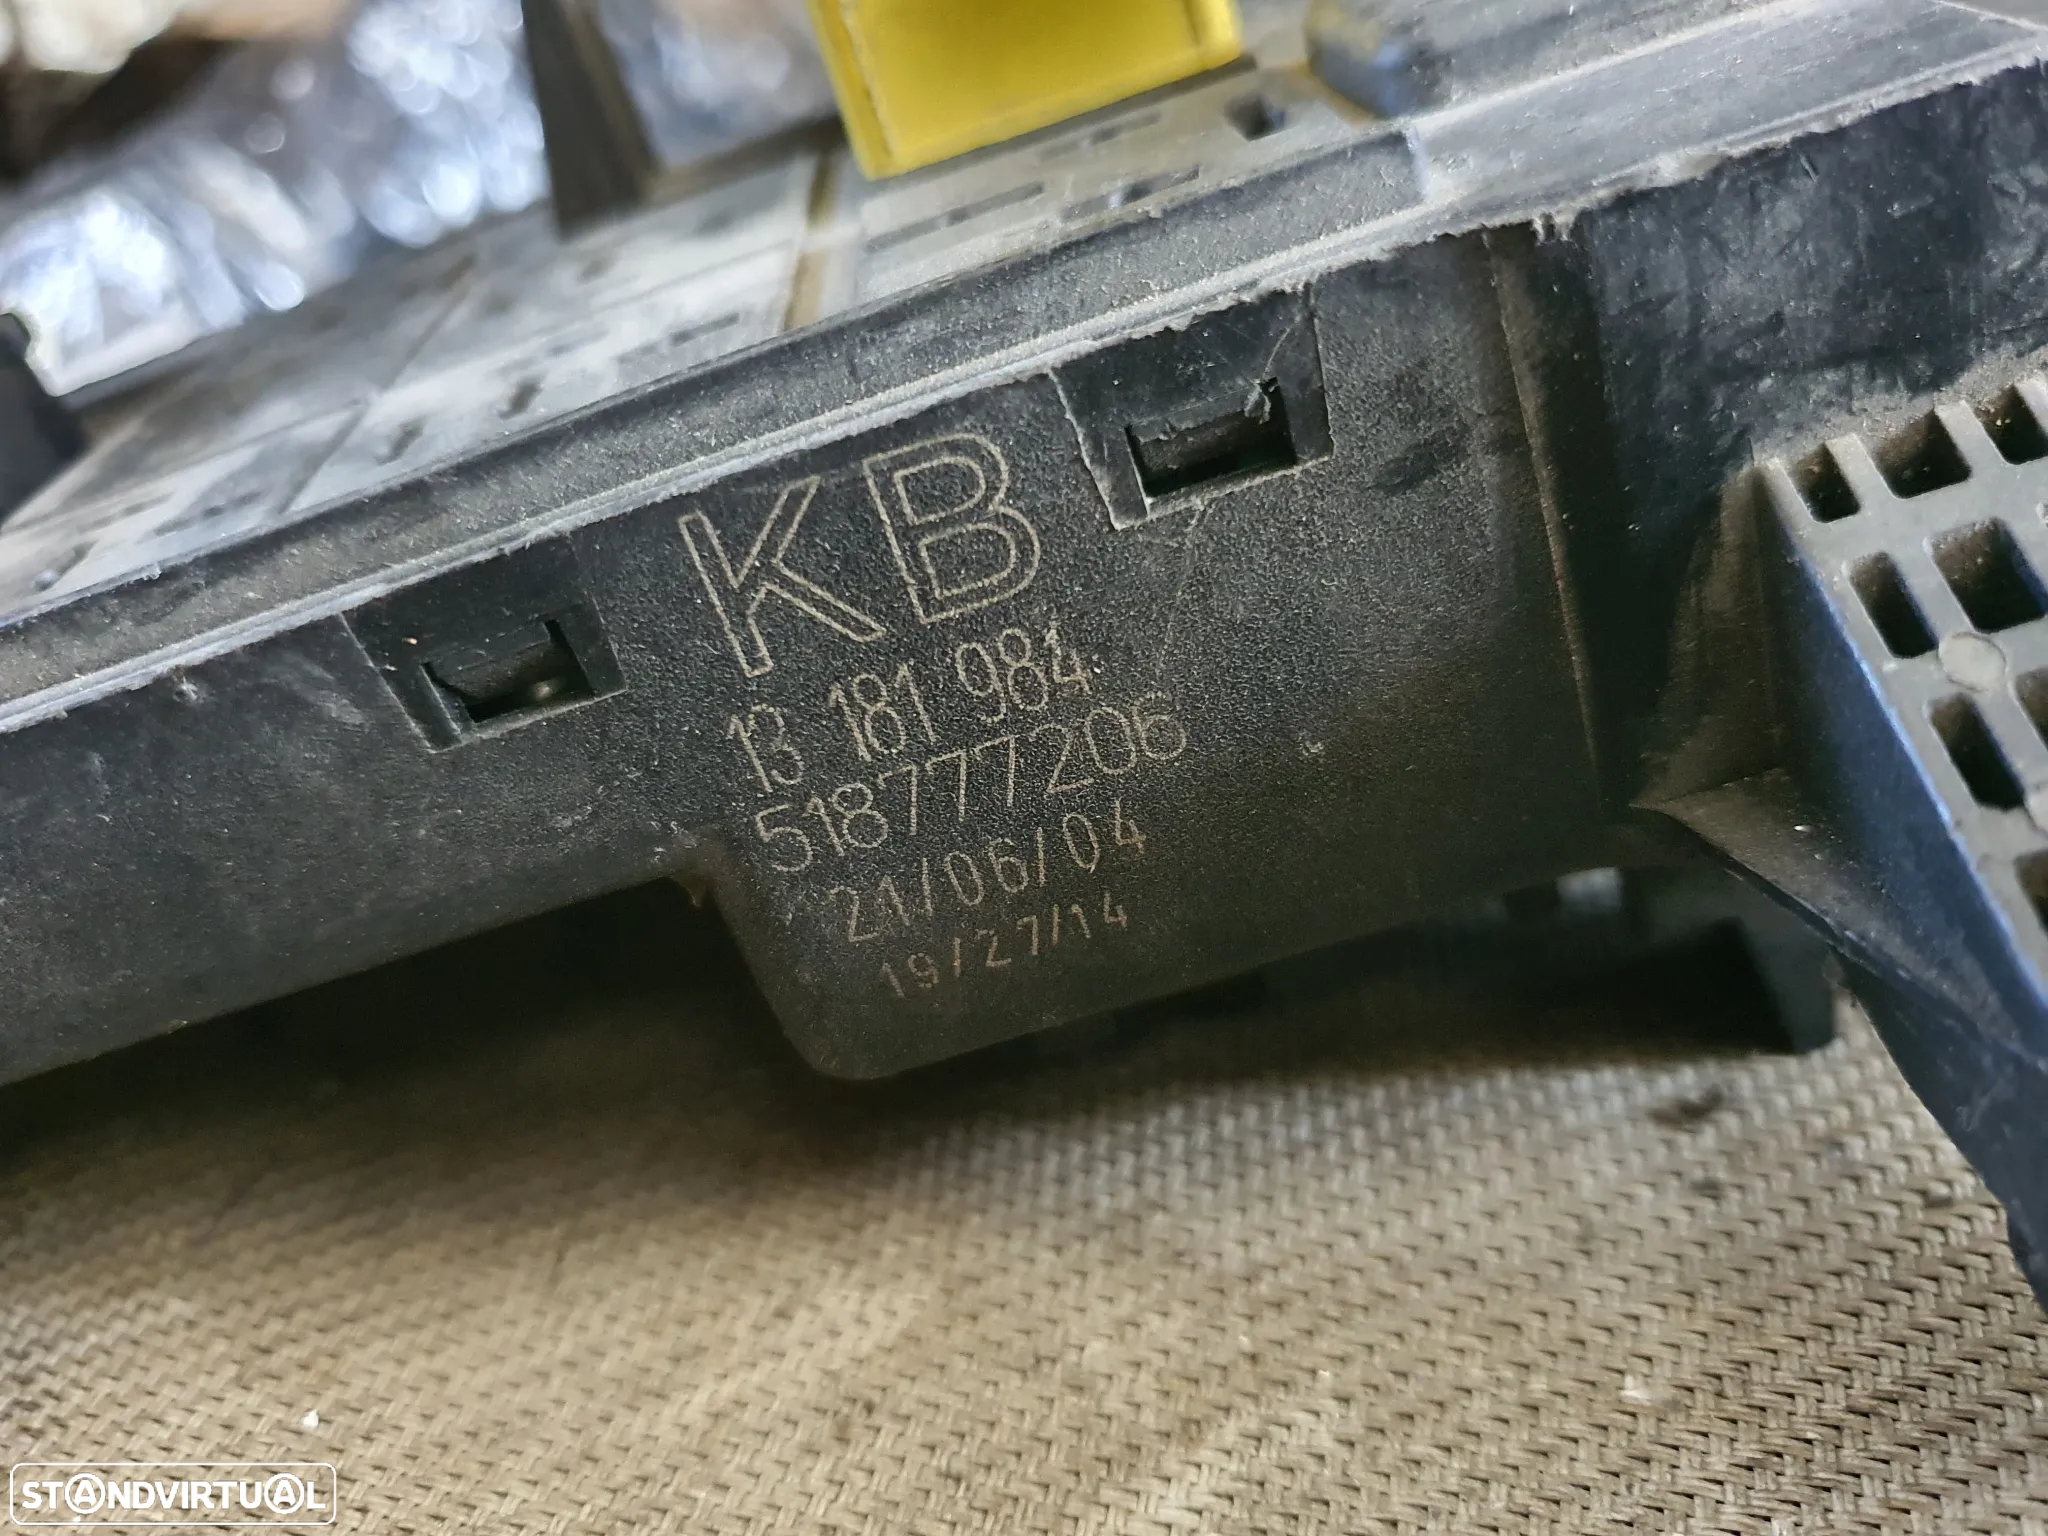 KB
13 181 984
518777206
21/06/04
19/27/14
STANDVIRTUAL